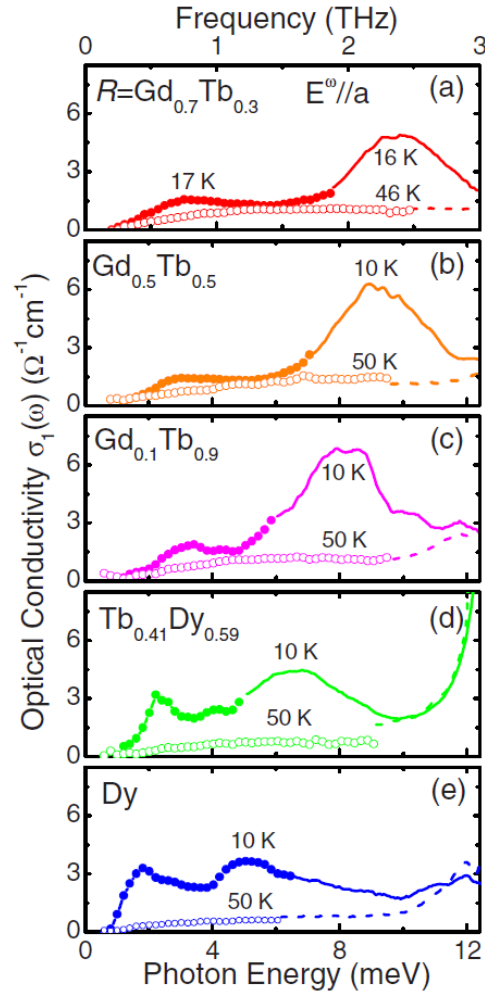 Frequency (THz)
0 1 2 3
R=Gd0.7Tb0.3 E^ω//a (a)
6
3
0
17 K 16 K
46 K
Gd0.5Tb0.5 10 K (b)
6
3
0
50 K
Gd0.1Tb0.9 (c)
6
3
0
10 K
50 K
Tb0.41Dy0.59 (d)
6
3
0
10 K
50 K
Dy (e)
6
3
0
10 K
50 K
0 4 8 12
Photon Energy (meV)
Optical Conductivity σ1(ω) (Ω⁻¹cm⁻¹)